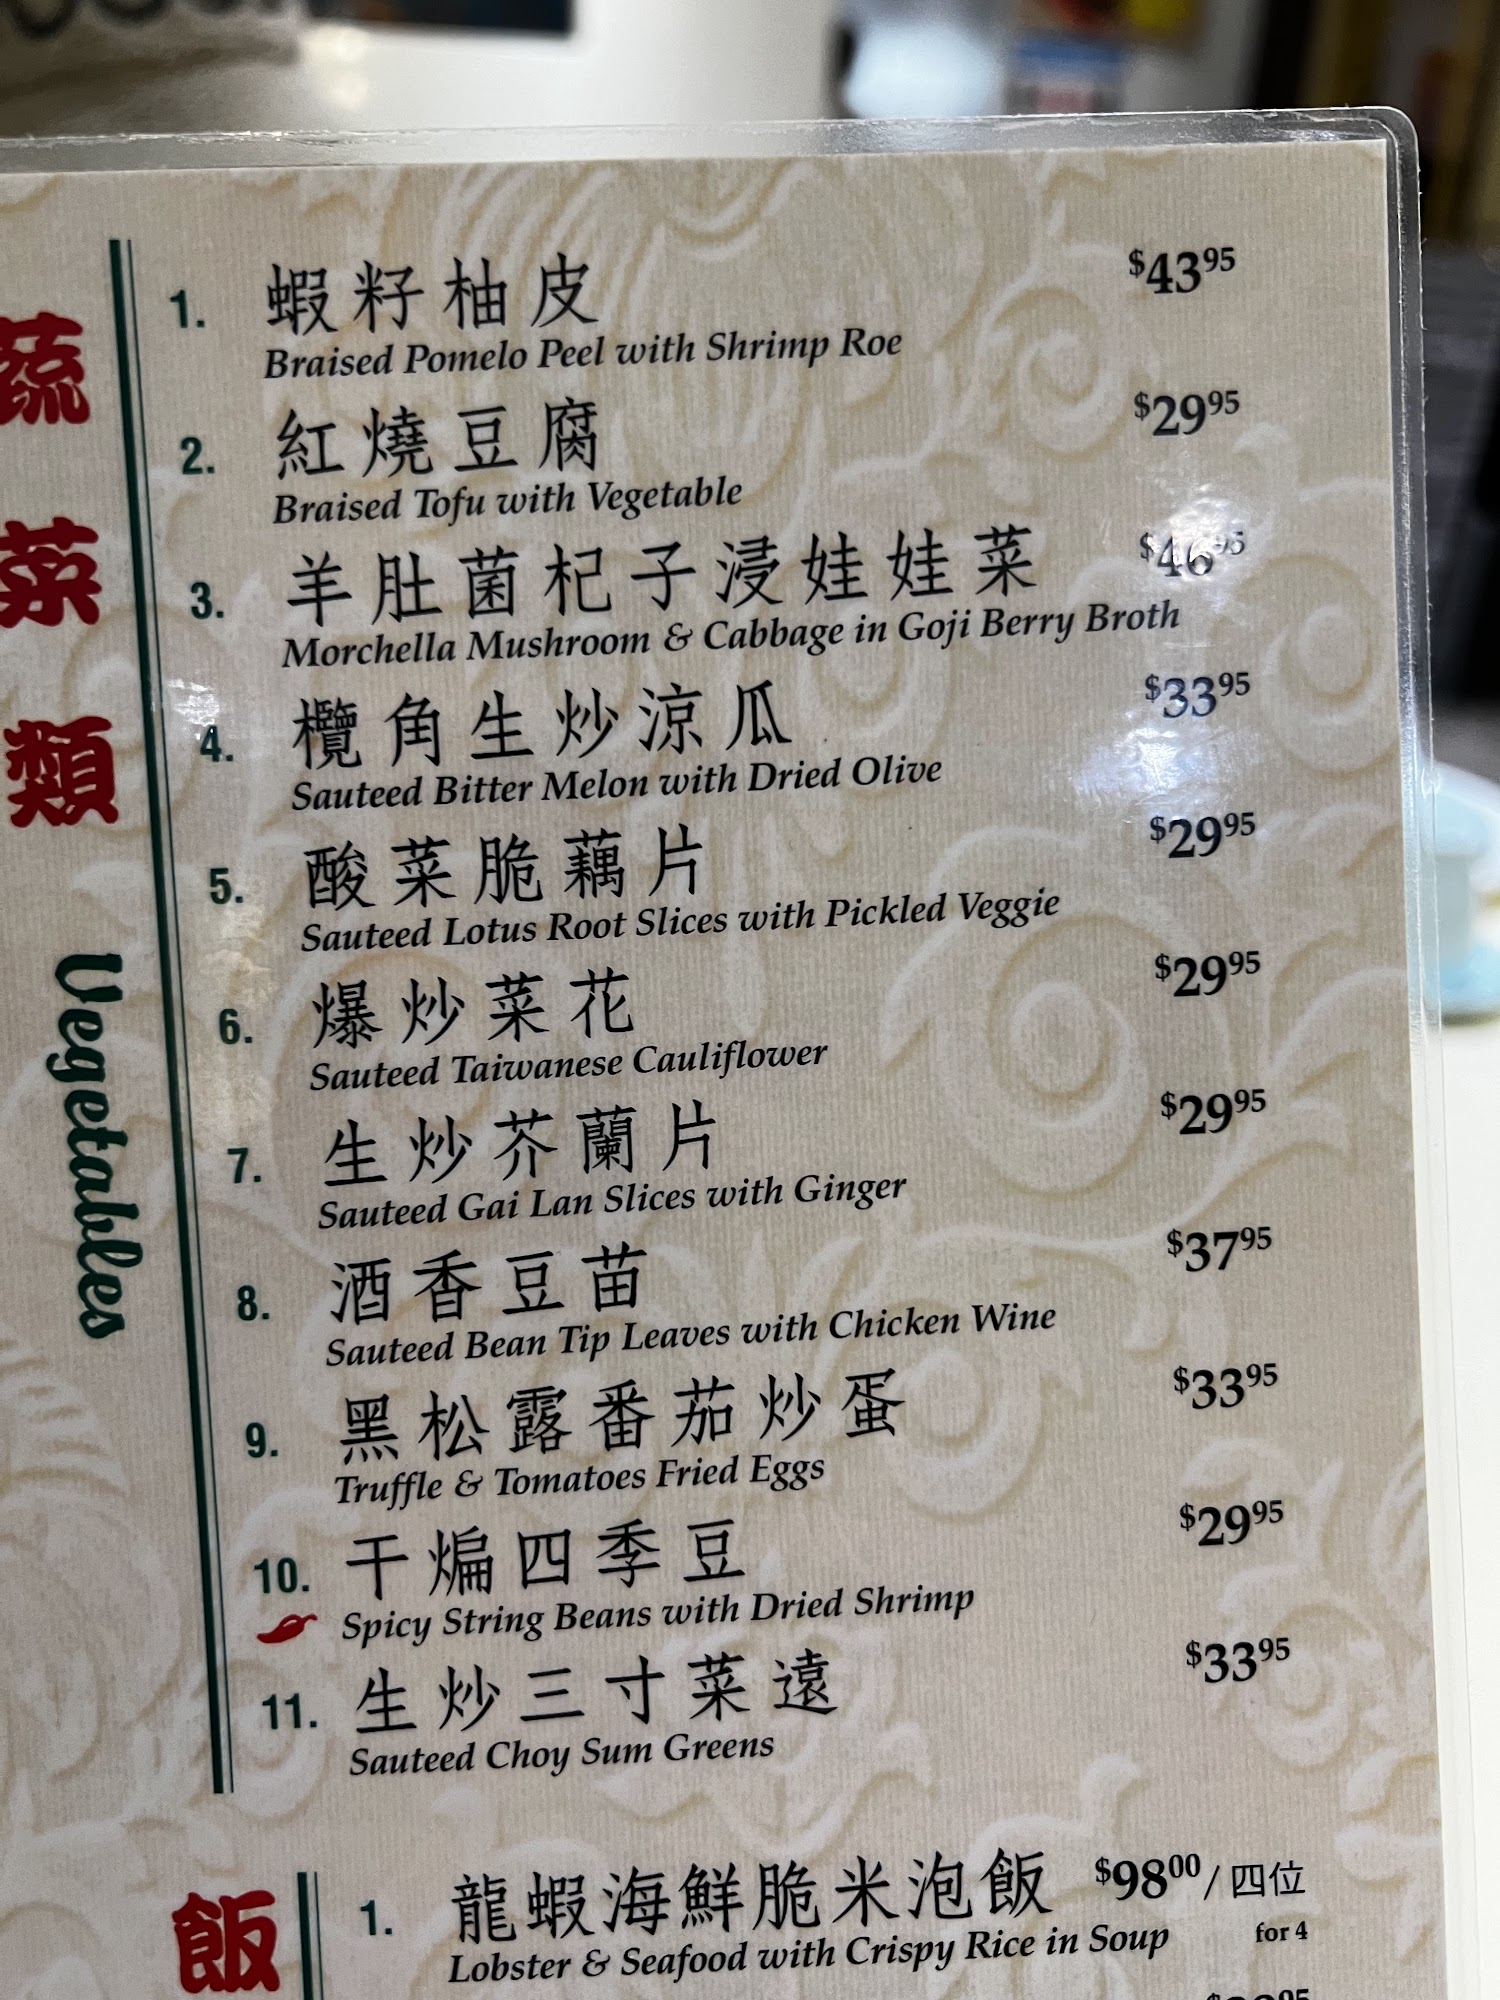 蔬菜類
Vegetables
1. 蝦籽柚皮 $43.95
Braised Pomelo Peel with Shrimp Roe
2. 紅燒豆腐 $29.95
Braised Tofu with Vegetable
3. 羊肚菌杞子浸娃娃菜 $46.95
Morchella Mushroom & Cabbage in Goji Berry Broth
4. 欖角生炒涼瓜 $33.95
Sauteed Bitter Melon with Dried Olive
5. 酸菜脆藕片 $29.95
Sauteed Lotus Root Slices with Pickled Veggie
6. 爆炒菜花 $29.95
Sauteed Taiwanese Cauliflower
7. 生炒芥蘭片 $29.95
Sauteed Gai Lan Slices with Ginger
8. 酒香豆苗 $37.95
Sauteed Bean Tip Leaves with Chicken Wine
9. 黑松露番茄炒蛋 $33.95
Truffle & Tomatoes Fried Eggs
10. 干煸四季豆 $29.95
Spicy String Beans with Dried Shrimp
11. 生炒三寸菜遠 $33.95
Sauteed Choy Sum Greens
飯
1. 龍蝦海鮮脆米泡飯 $98.00 / 四位
Lobster & Seafood with Crispy Rice in Soup for 4